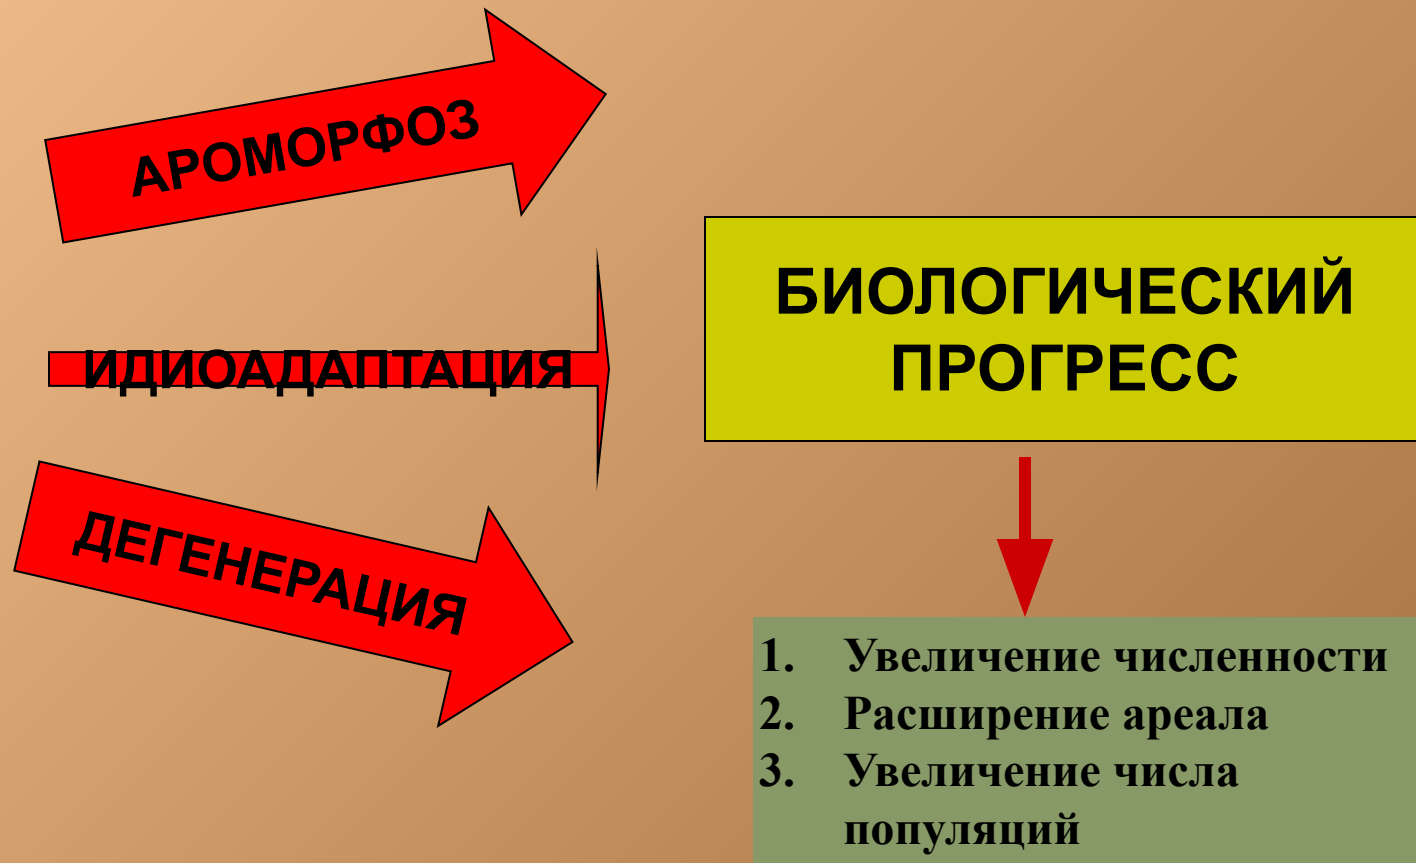 АРОМОРФОЗ
ИДИОАДАПТАЦИЯ
ДЕГЕНЕРАЦИЯ
БИОЛОГИЧЕСКИЙ
ПРОГРЕСС
1. Увеличение численности
2. Расширение ареала
3. Увеличение числа
популяций